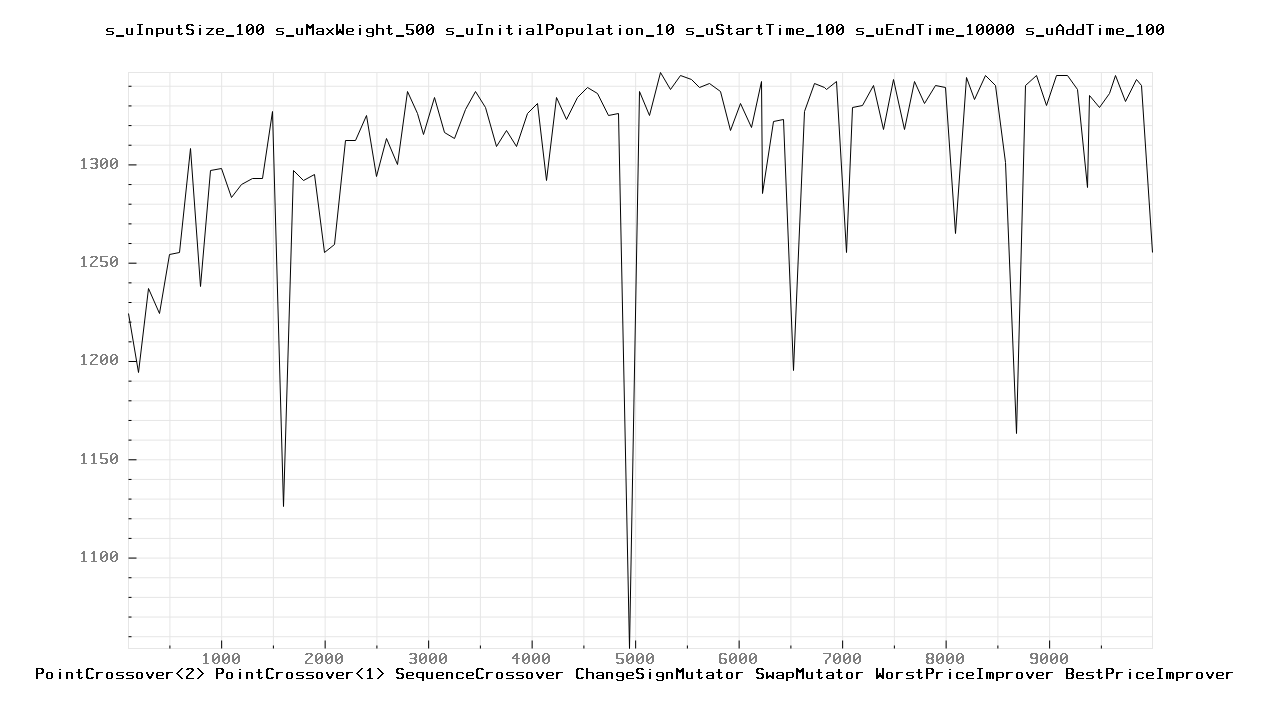 s_uInputSize_100 s_uMaxWeight_500 s_uInitialPopulation_10 s_uStartTime_100 s_uEndTime_10000 s_uAddTime_100
1300
1250
1200
1150
1100
1000 2000 3000 4000 5000 6000 7000 8000 9000
PointCrossover<2> PointCrossover<1> SequenceCrossover ChangeSignMutator SwapMutator WorstPriceImprover BestPriceImprover